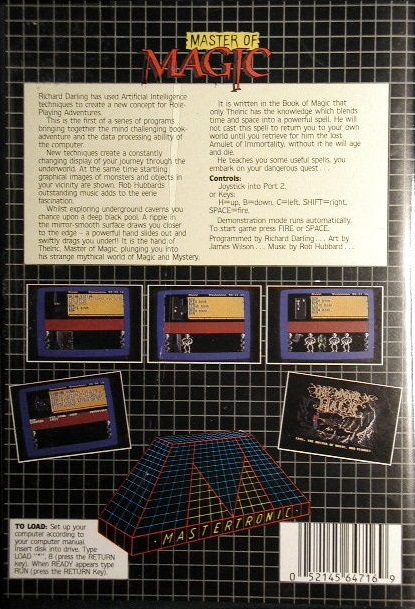 MASTER OF
MAGIC
Richard Darling has used Artificial Intelligence
techniques to create a new concept for Role-
Playing Adventures.
This is the first of a series of programs
bringing together the mind challenging book-
adventure and the data processing ability of
the computer.
New techniques create a constantly
changing display of your journey through the
underworld. At the same time startling
graphical images of monsters and objects in
your vicinity are shown. Rob Hubbards
outstanding music adds to the eerie
fascination.
Whilst exploring underground caverns you
chance upon a deep black pool. A ripple in
the mirror-smooth surface draws you closer
to the edge – a powerful hand slides out and
swiftly drags you under!! It is the hand of
Thelric, Master of Magic, plunging you into
his strange mythical world of Magic and Mystery.
It is written in the Book of Magic that
only Thelric has the knowledge which blends
time and space into a powerful spell. He will
not cast this spell to return you to your own
world until you retrieve for him the lost
Amulet of Immortality, without it he will age
and die.
He teaches you some useful spells, you
embark on your dangerous quest . . .
Controls:
Joystick into Port 2.
or Keys:
H=up, B=down, C=left, SHIFT=right,
SPACE=fire.
Demonstration mode runs automatically.
To start game press FIRE or SPACE.
Programmed by Richard Darling . . . Art by
James Wilson . . . Music by Rob Hubbard . . .
MASTER OF
MAGIC
· MASTERTRONIC ·
TO LOAD: Set up your
computer according to
your computer manual.
Insert disk into drive. Type
LOAD "*", 8 (press the RETURN
key). When READY appears type
RUN (press the RETURN Key).
0 52145 64716 9